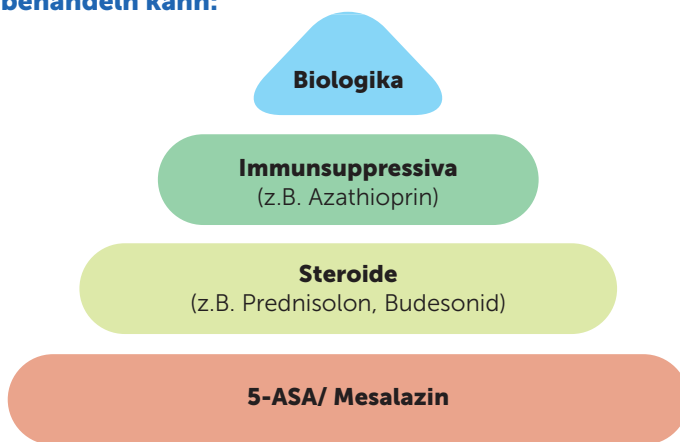 behandeln kann:
Biologika
Immunsuppressiva
(z.B. Azathioprin)
Steroide
(z.B. Prednisolon, Budesonid)
5-ASA/ Mesalazin